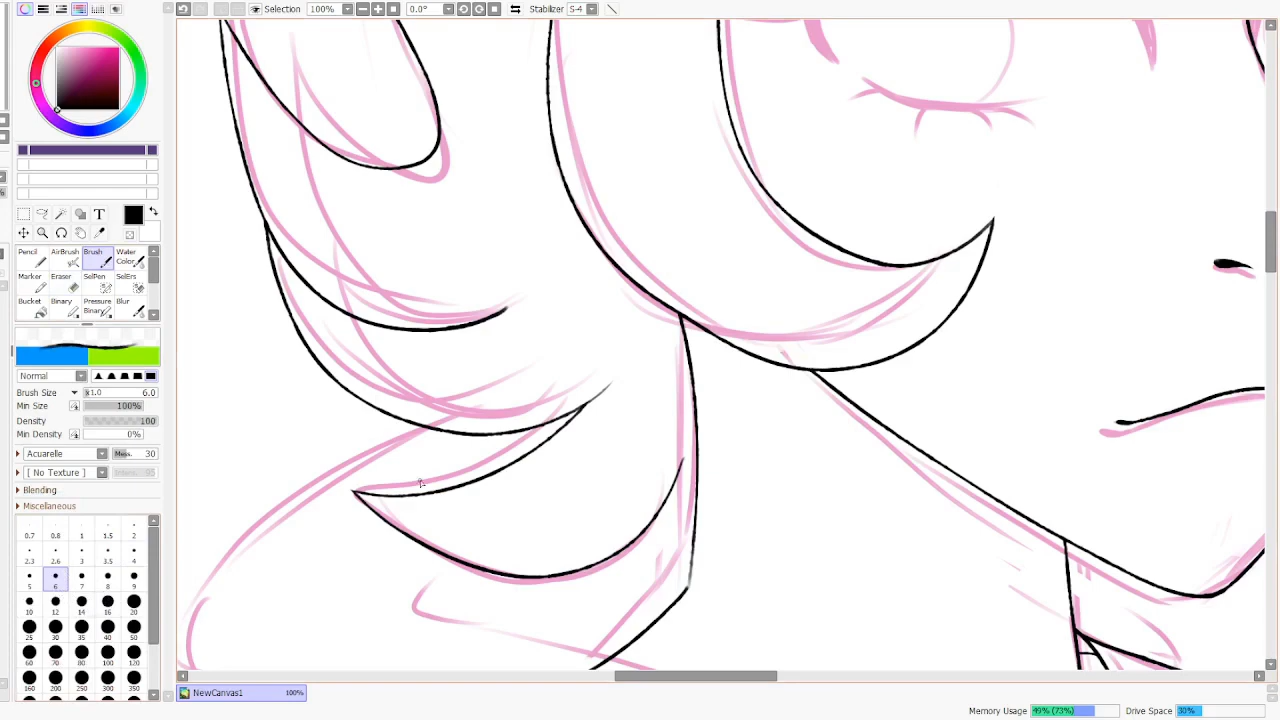 Selection 100% 0.0° Stabilizer S-4
T
Pencil AirBrush Brush Water Color
Marker Eraser SelPen SelErs
Bucket Binary Pressure Binary Blur
Normal
Brush Size x1.0 6.0
Min Size 100%
Density 100
Min Density 0%
Acuarelle 30
[ No Texture ]
Blending
Miscellaneous
0.7 0.8 1 1.5 2
2.3 2.6 3 3.5 4
5 6 7 8 9
10 12 14 16 20
25 30 35 40 50
60 70 80 100 120
160 200 250 300 350
NewCanvas1 100%
Memory Usage 49% (73%) Drive Space 30%